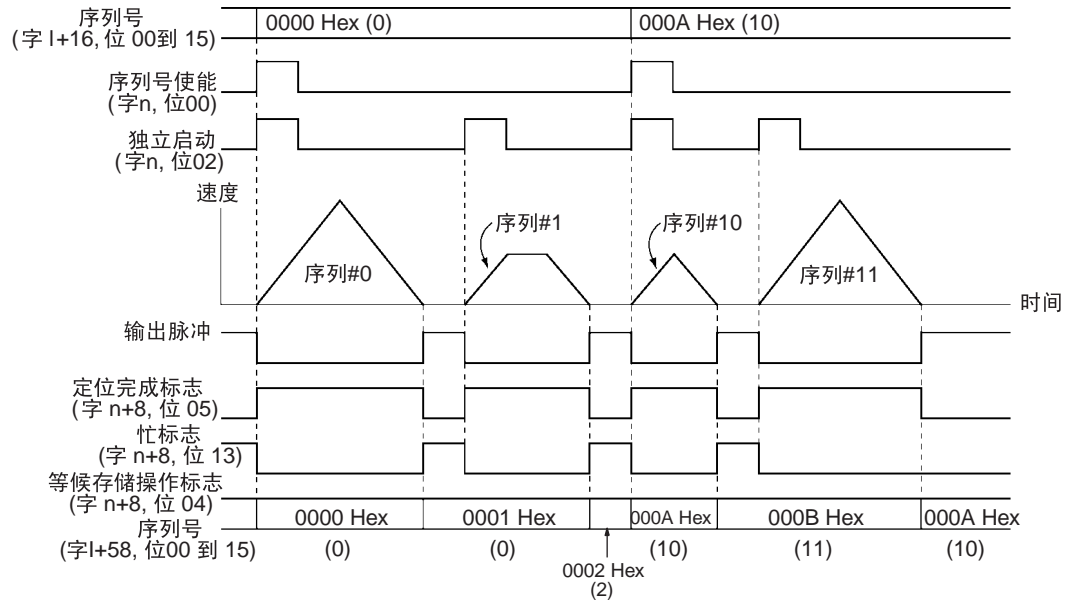 序列号
(字 I+16, 位 00到 15)
0000 Hex (0)
000A Hex (10)
序列号使能
(字n, 位00)
独立启动
(字n, 位02)
速度
序列#0
序列#1
序列#10
序列#11
时间
输出脉冲
定位完成标志
(字 n+8, 位 05)
忙标志
(字 n+8, 位 13)
等候存储操作标志
(字 n+8, 位 04)
序列号
(字I+58, 位00 到 15)
0000 Hex
0001 Hex
000A Hex
000B Hex
000A Hex
(0)
(0)
(10)
(11)
(10)
0002 Hex
(2)